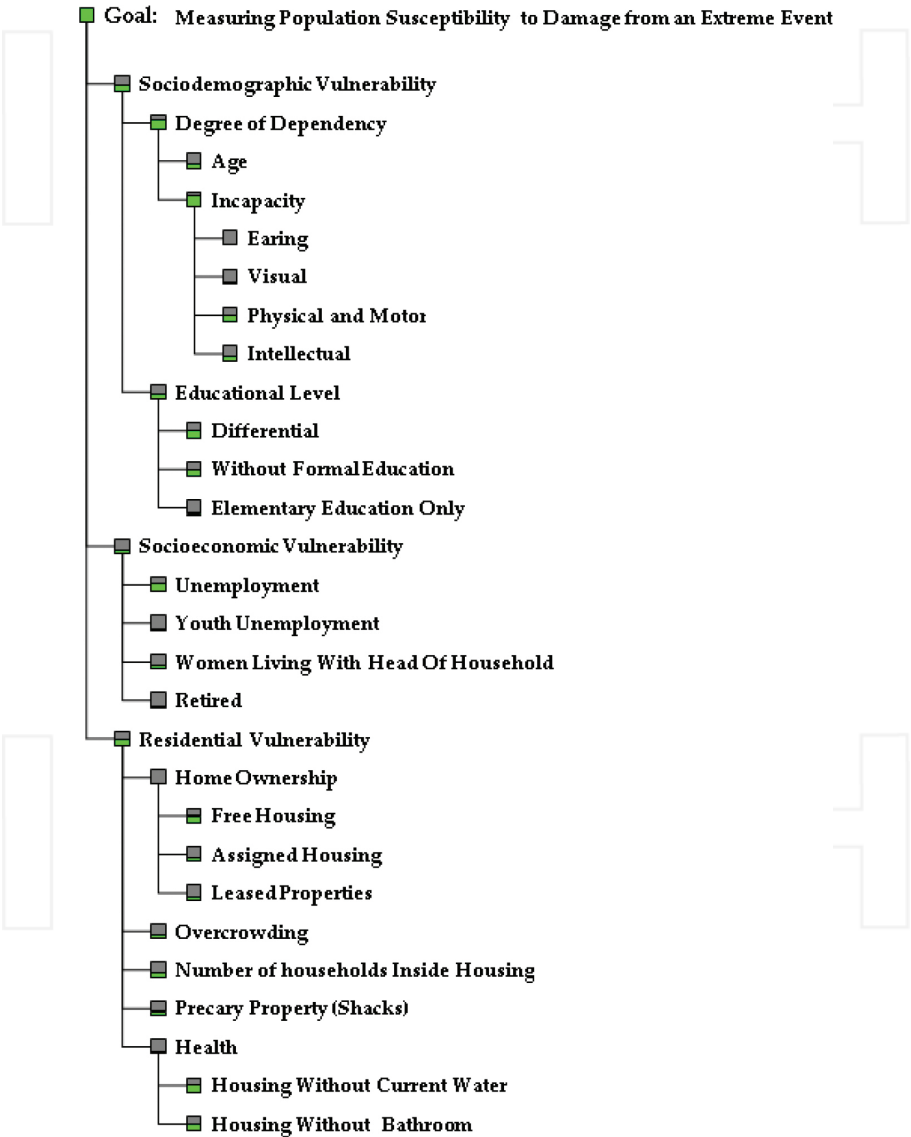 Goal: Measuring Population Susceptibility to Damage from an Extreme Event
Sociodemographic Vulnerability
Degree of Dependency
Age
Incapacity
Earing
Visual
Physical and Motor
Intellectual
Educational Level
Differential
Without Formal Education
Elementary Education Only
Socioeconomic Vulnerability
Unemployment
Youth Unemployment
Women Living With Head Of Household
Retired
Residential Vulnerability
Home Ownership
Free Housing
Assigned Housing
Leased Properties
Overcrowding
Number of households Inside Housing
Precary Property (Shacks)
Health
Housing Without Current Water
Housing Without Bathroom